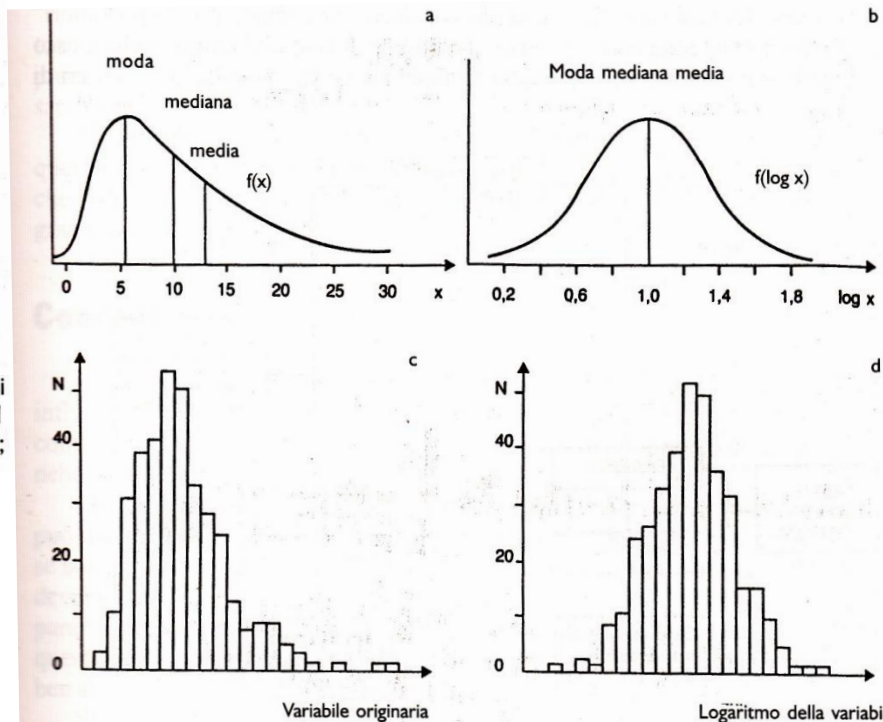 a
moda
mediana
media
f(x)
0 5 10 15 20 25 30 x
b
Moda mediana media
f(log x)
0,2 0,6 1,0 1,4 1,8 log x
i
;
c
N
40
20
0
Variabile originaria
d
N
40
20
0
Logaritmo della variabi